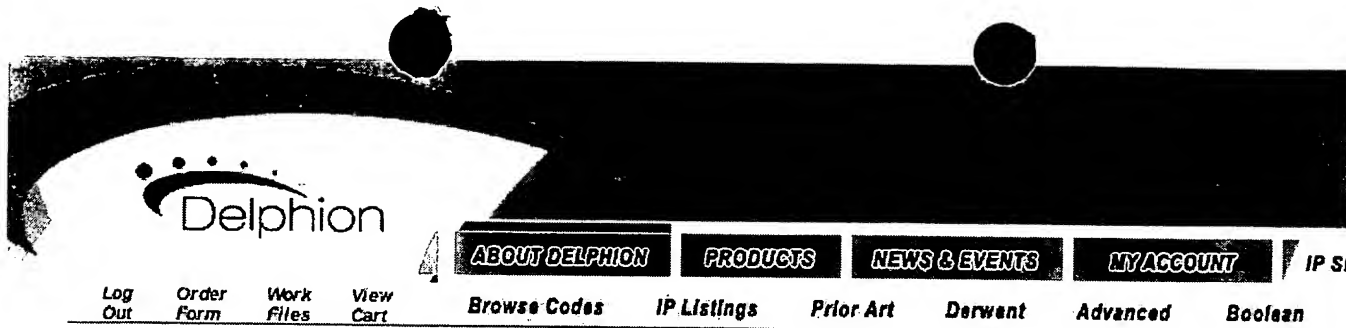 Delphion
ABOUT DELPHION PRODUCTS NEWS & EVENTS MY ACCOUNT IP
Log Out Order Form Work Files View Cart
Browse Codes IP Listings Prior Art Derwent Advanced Boolean